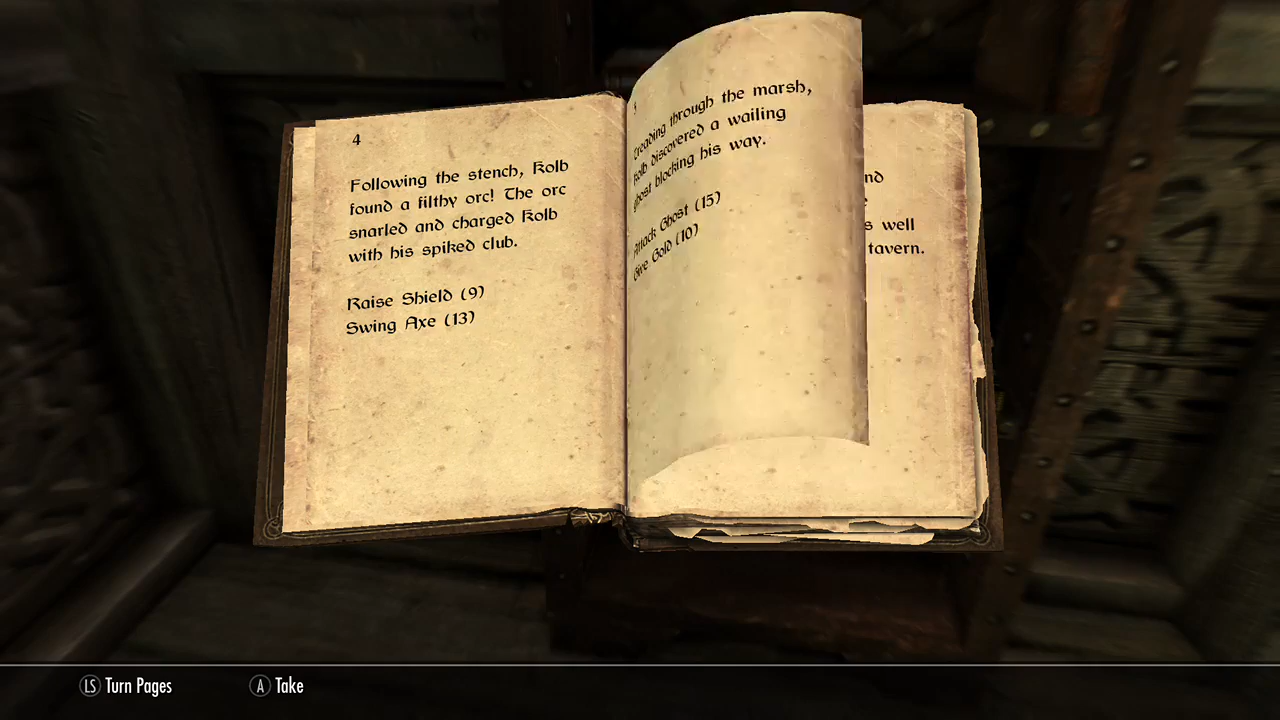 4
Following the stench, Kolb
found a filthy orc! The orc
snarled and charged Kolb
with his spiked club.
Raise Shield (9)
Swing Axe (13)
Treading through the marsh,
Kolb discovered a wailing
ghost blocking his way.
Attack Ghost (15)
Give Gold (10)
well
tavern.
LS Turn Pages
A Take